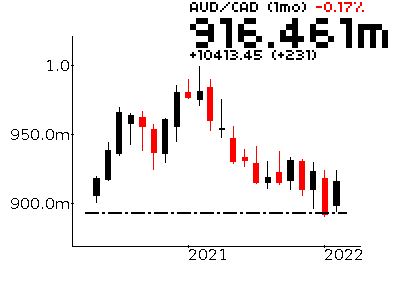 AUD/CAD (1mo) -0.17%
916.461m
+10413.45 (+231)
1.0
950.0m
900.0m
2021 2022